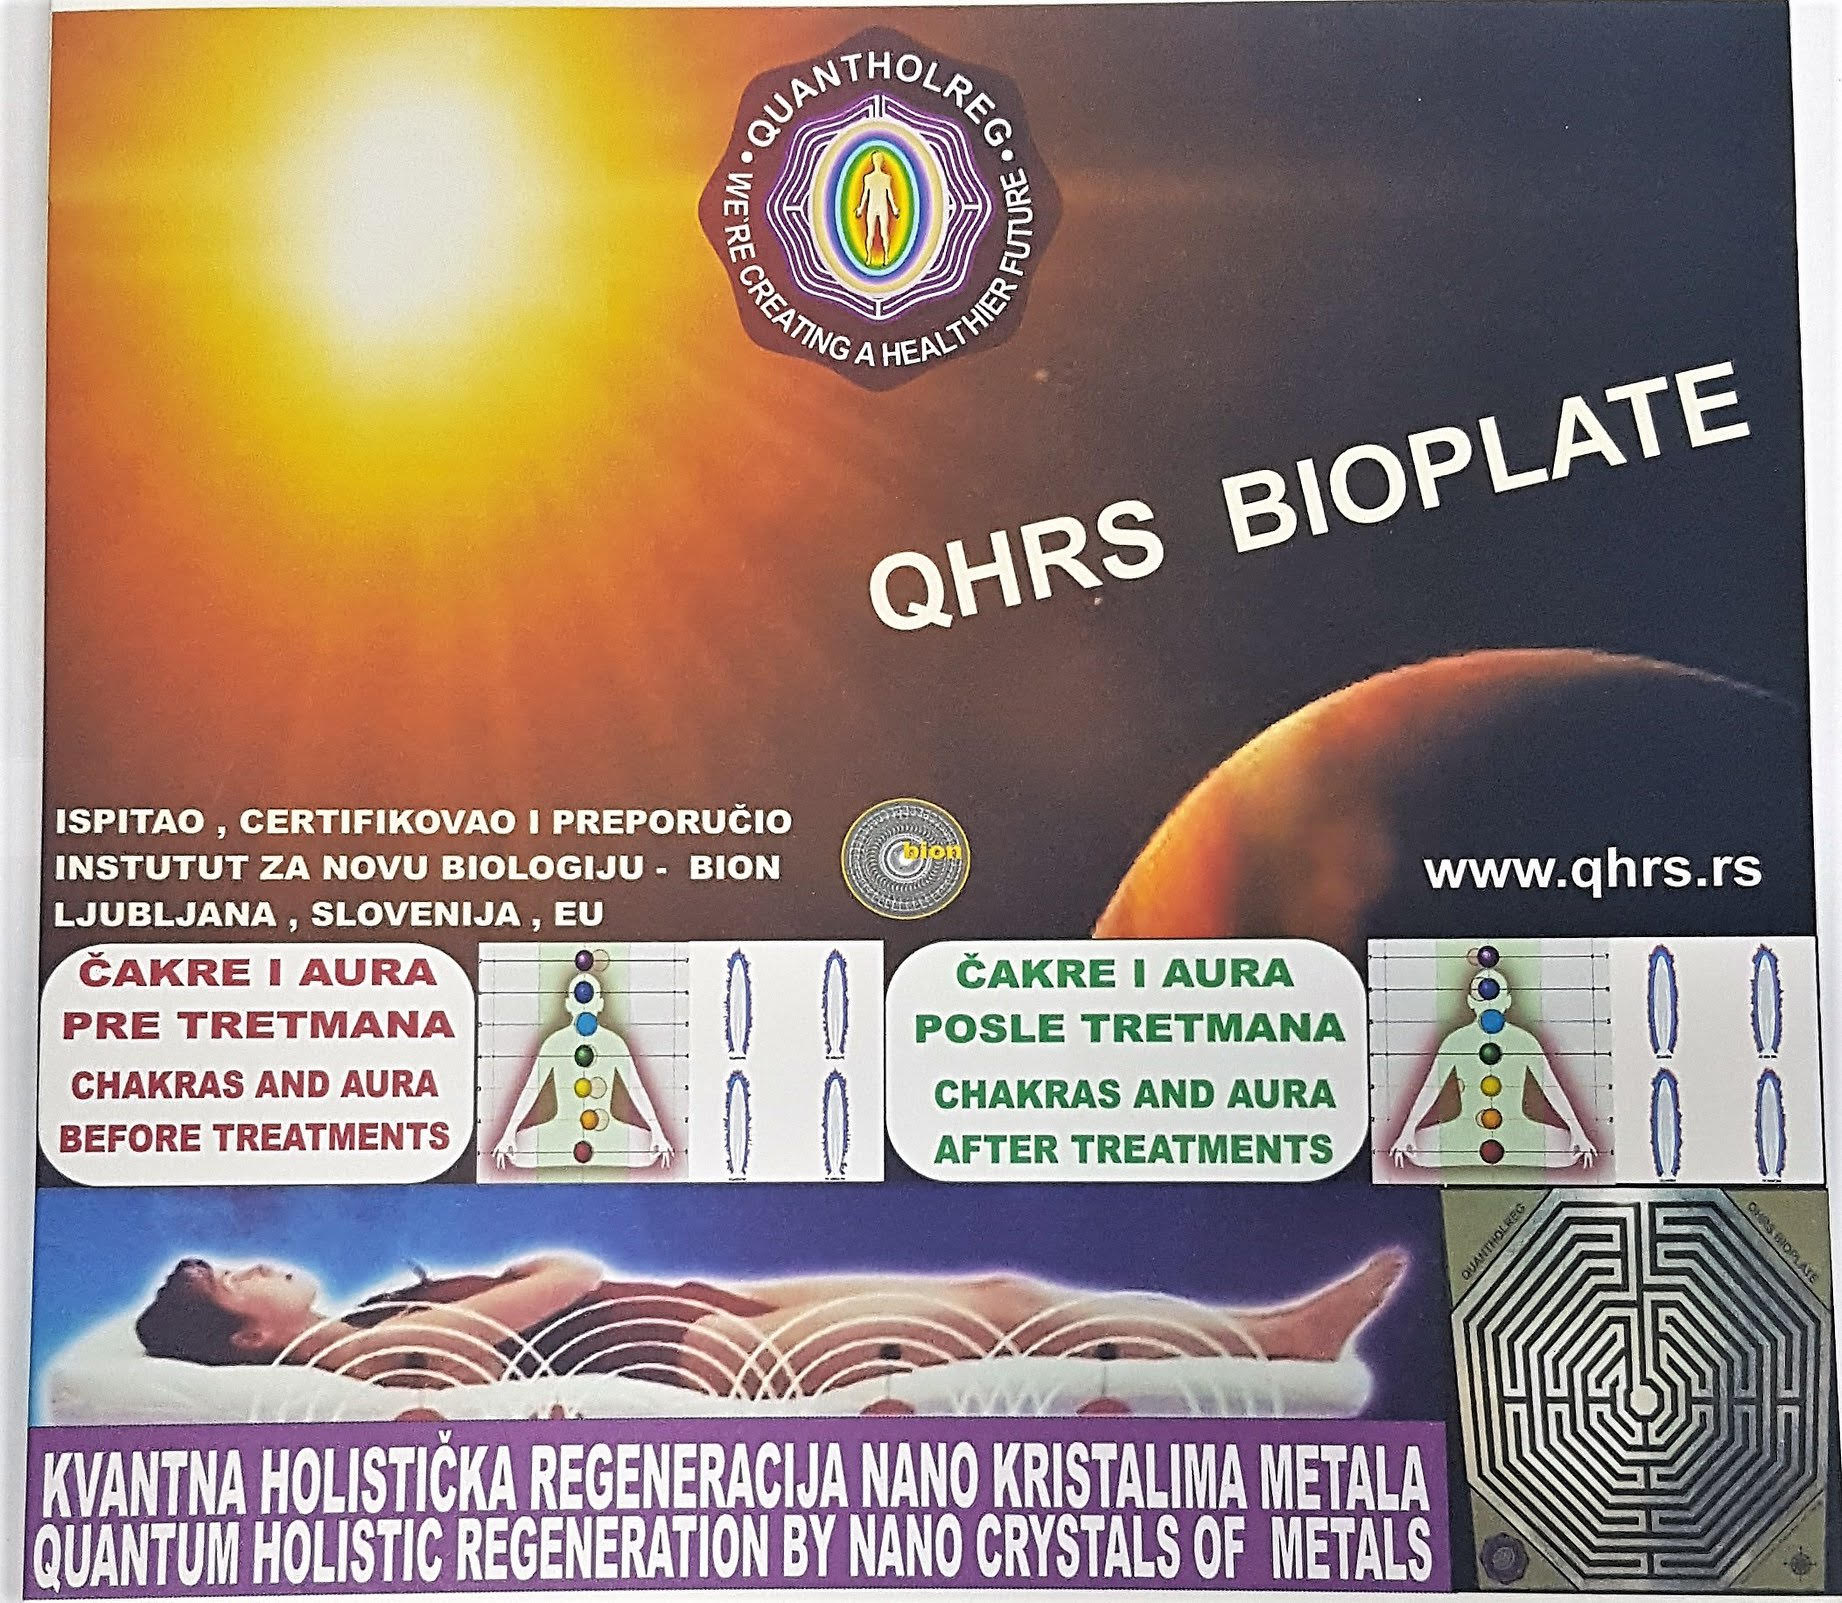 • QUANTHOLREG •
WE'RE CREATING A HEALTHIER FUTURE
QHRS BIOPLATE
ISPITAO , CERTIFIKOVAO I PREPORUČIO
INSTUTUT ZA NOVU BIOLOGIJU - BION
LJUBLJANA , SLOVENIJA , EU
bion
www.qhrs.rs
ČAKRE I AURA
PRE TRETMANA
CHAKRAS AND AURA
BEFORE TREATMENTS
ČAKRE I AURA
POSLE TRETMANA
CHAKRAS AND AURA
AFTER TREATMENTS
QUANTHOLREG
QHRS BIOPLATE
KVANTNA HOLISTIČKA REGENERACIJA NANO KRISTALIMA METALA
QUANTUM HOLISTIC REGENERATION BY NANO CRYSTALS OF METALS